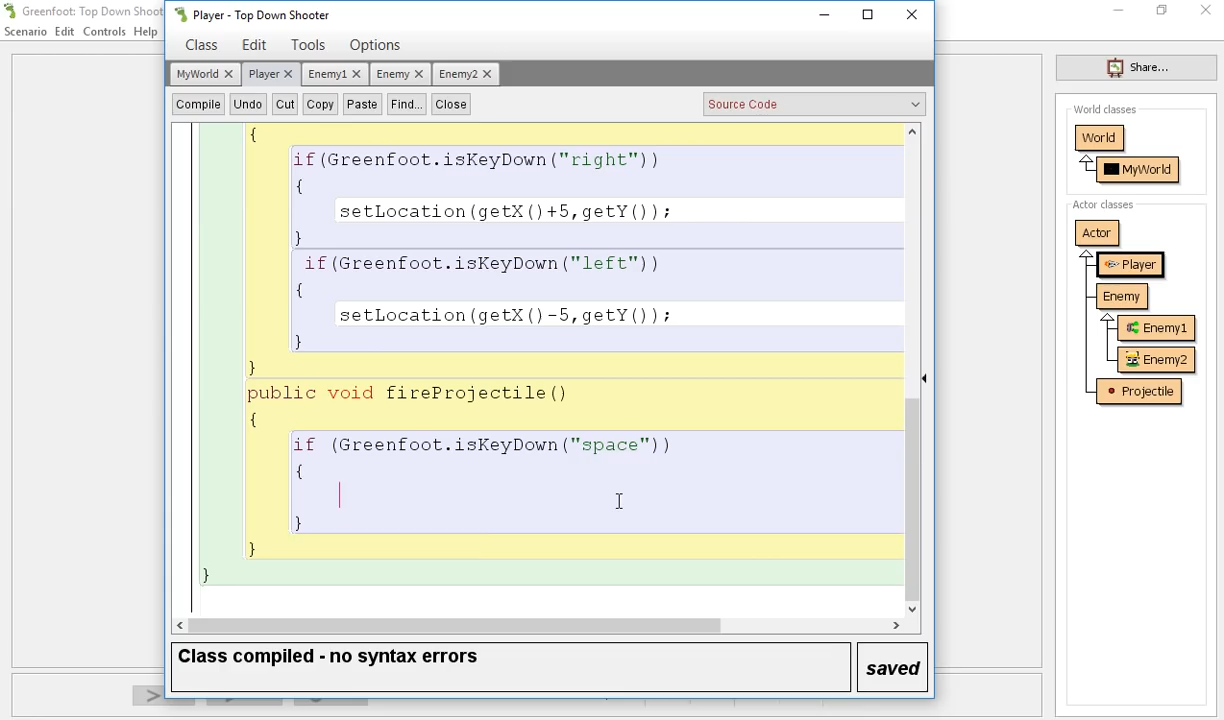 Greenfoot: Top Down Shoo
Scenario Edit Controls Help
Player - Top Down Shooter
Class Edit Tools Options
MyWorld Player Enemy1 Enemy Enemy2
Compile Undo Cut Copy Paste Find... Close Source Code
{
if(Greenfoot.isKeyDown("right"))
{
setLocation(getX()+5,getY());
}
if(Greenfoot.isKeyDown("left"))
{
setLocation(getX()-5,getY());
}
}
public void fireProjectile()
{
if (Greenfoot.isKeyDown("space"))
{
}
}
}
Class compiled - no syntax errors
saved
Share...
World classes
World
MyWorld
Actor classes
Actor
Player
Enemy
Enemy1
Enemy2
Projectile